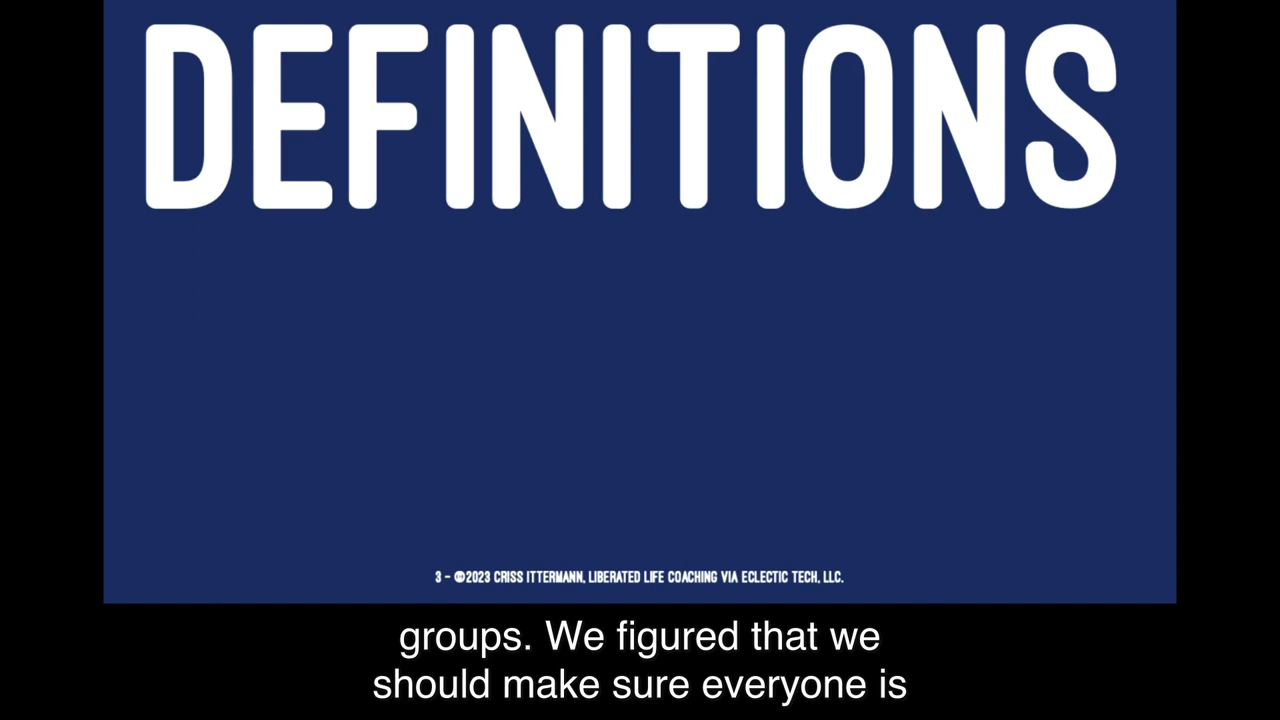 DEFINITIONS
3 - ©2023 CRISS ITTERMANN, LIBERATED LIFE COACHING VIA ECLECTIC TECH, LLC.
groups. We figured that we
should make sure everyone is